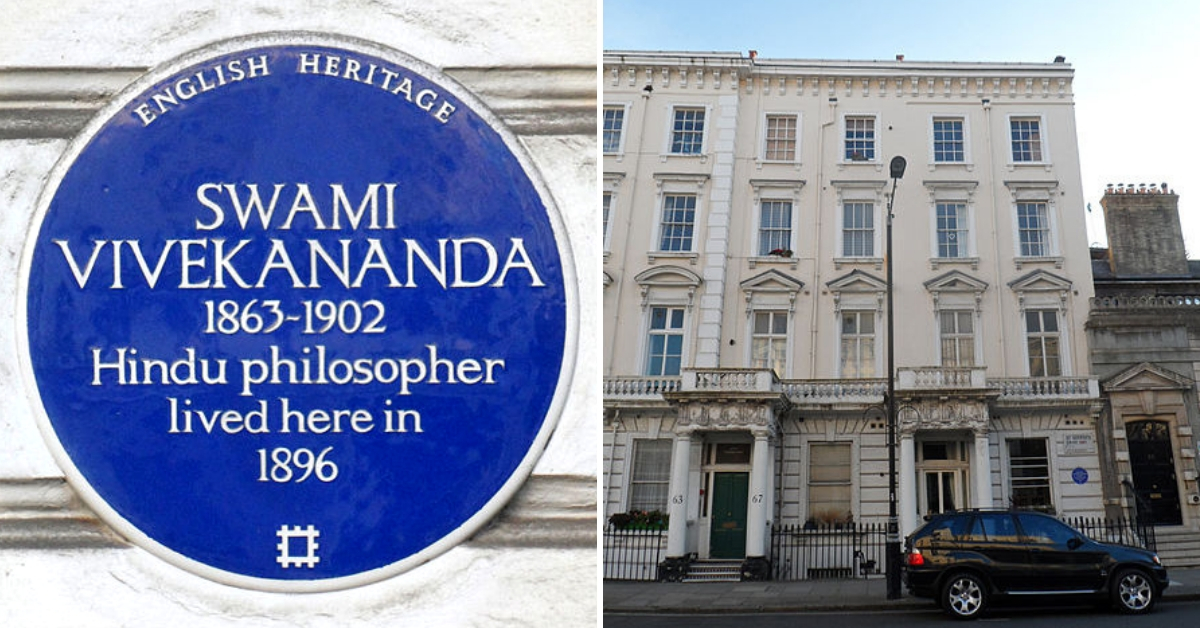 ENGLISH HERITAGE
SWAMI
VIVEKANANDA
1863-1902
Hindu philosopher
lived here in
1896
63
67